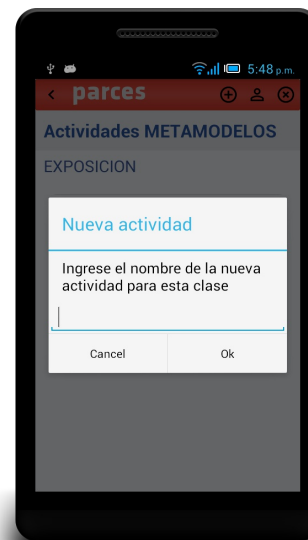 5:48 p.m.
parces
Actividades METAMODELOS
EXPOSICION
Nueva actividad
Ingrese el nombre de la nueva
actividad para esta clase
Cancel Ok